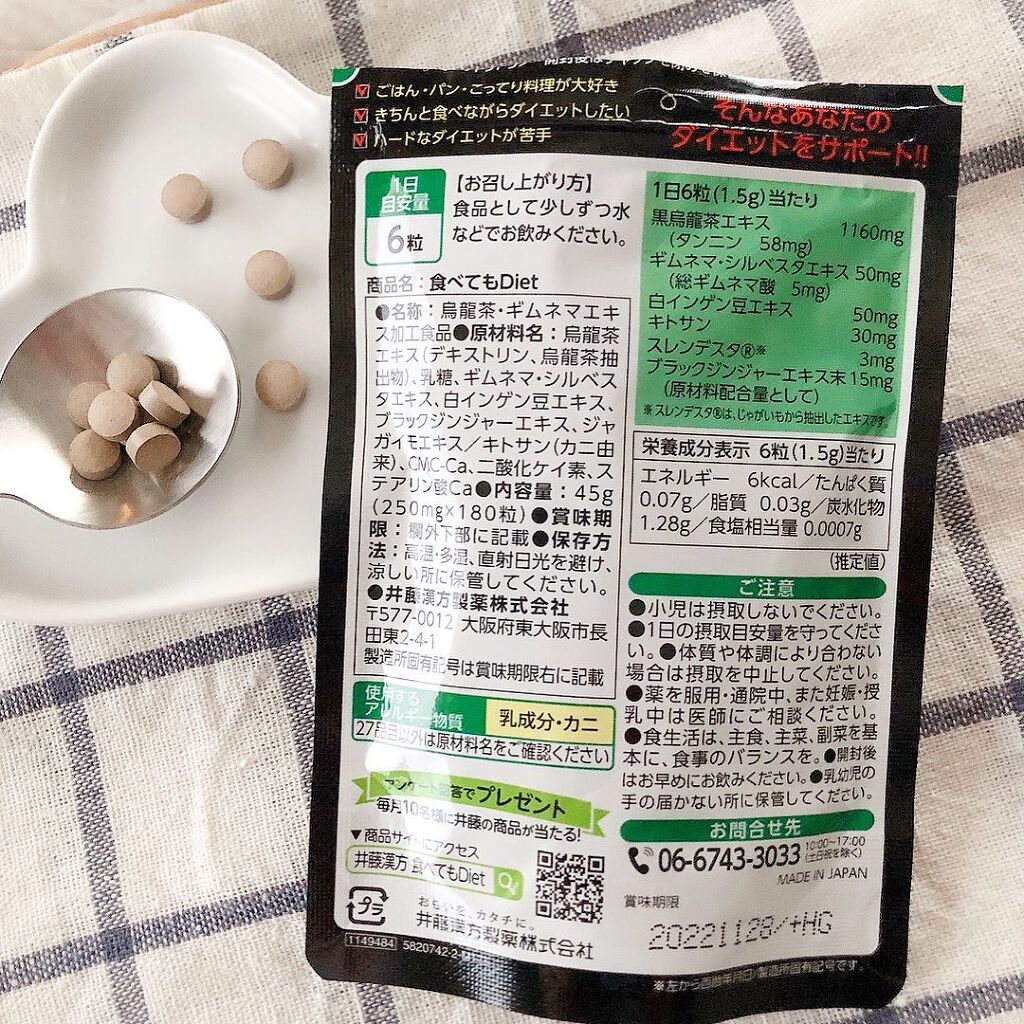 ごはん・パン・こってり料理が大好き
きちんと食べながらダイエットしたい
ハードなダイエットが苦手
そんなあなたの
ダイエットをサポート!!
1日
目安量
6粒
【お召し上がり方】
食品として少しずつ水
などでお飲みください。
商品名:食べてもDiet
●名称:烏龍茶・ギムネマエキ
ス加工食品●原材料名:烏龍茶
エキス(デキストリン、烏龍茶抽
出物)、乳糖、ギムネマ・シルベス
タエキス、白インゲン豆エキス、
ブラックジンジャーエキス、ジャ
ガイモエキス/キトサン(カニ由
来)、CMC-Ca、二酸化ケイ素、ス
テアリン酸Ca●内容量:45g
(250mg×180粒)●賞味期
限:欄外下部に記載●保存方
法:高温・多湿、直射日光を避け、
涼しい所に保管してください。
●井藤漢方製薬株式会社
〒577-0012 大阪府東大阪市長
田東2-4-1
製造所固有記号は賞味期限右に記載
使用する
アレルギー物質
乳成分・カニ
27品目以外は原材料名をご確認ください
アンケート回答でプレゼント
毎月10名様に井藤の商品が当たる!
▼商品サイトにアクセス
井藤漢方 食べてもDiet
プラ
おもいを、カタチに。
井藤漢方製薬株式会社
1149484 5820742-2-
1日6粒(1.5g)当たり
黒烏龍茶エキス 1160mg
(タンニン 58mg)
ギムネマ・シルベスタエキス 50mg
(総ギムネマ酸 5mg)
白インゲン豆エキス 50mg
キトサン 30mg
スレンデスタ®※ 3mg
ブラックジンジャーエキス末 15mg
(原材料配合量として)
※スレンデスタ®は、じゃがいもから抽出したエキスです。
栄養成分表示 6粒(1.5g)当たり
エネルギー 6kcal/たんぱく質
0.07g/脂質 0.03g/炭水化物
1.28g/食塩相当量 0.0007g
(推定値)
ご注意
●小児は摂取しないでください。
●1日の摂取目安量を守ってくださ
い。●体質や体調により合わない
場合は摂取を中止してください。
●薬を服用・通院中、また妊娠・授
乳中は医師にご相談ください。
●食生活は、主食、主菜、副菜を基
本に、食事のバランスを。●開封後
はお早めにお飲みください。●乳幼児の
手の届かない所に保管してください。
お問合せ先
06-6743-3033 10:00~17:00
(土日祝を除く)
MADE IN JAPAN
賞味期限
20221128/+HG
※左から西暦年月日/製造所固有記号です。